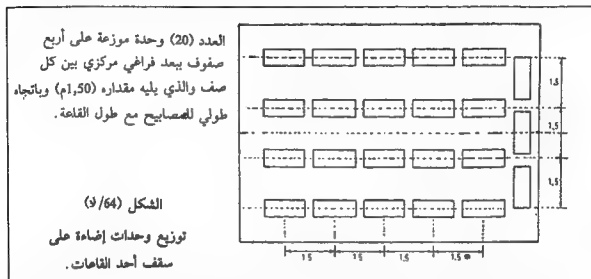 العدد (20) وحدة موزعة على أربع
صفوف ببعد فراغي مركزي بين كل
صف والذي يليه مقداره (1,50م) وباتجاه
طولي للمصابيح مع طول القاعة.
الشكل (64/لا)
توزيع وحدات إضاءة على
سقف أحد القاعات.
1,5
1,5
1,5
1 5
1 5
1,5
1,5